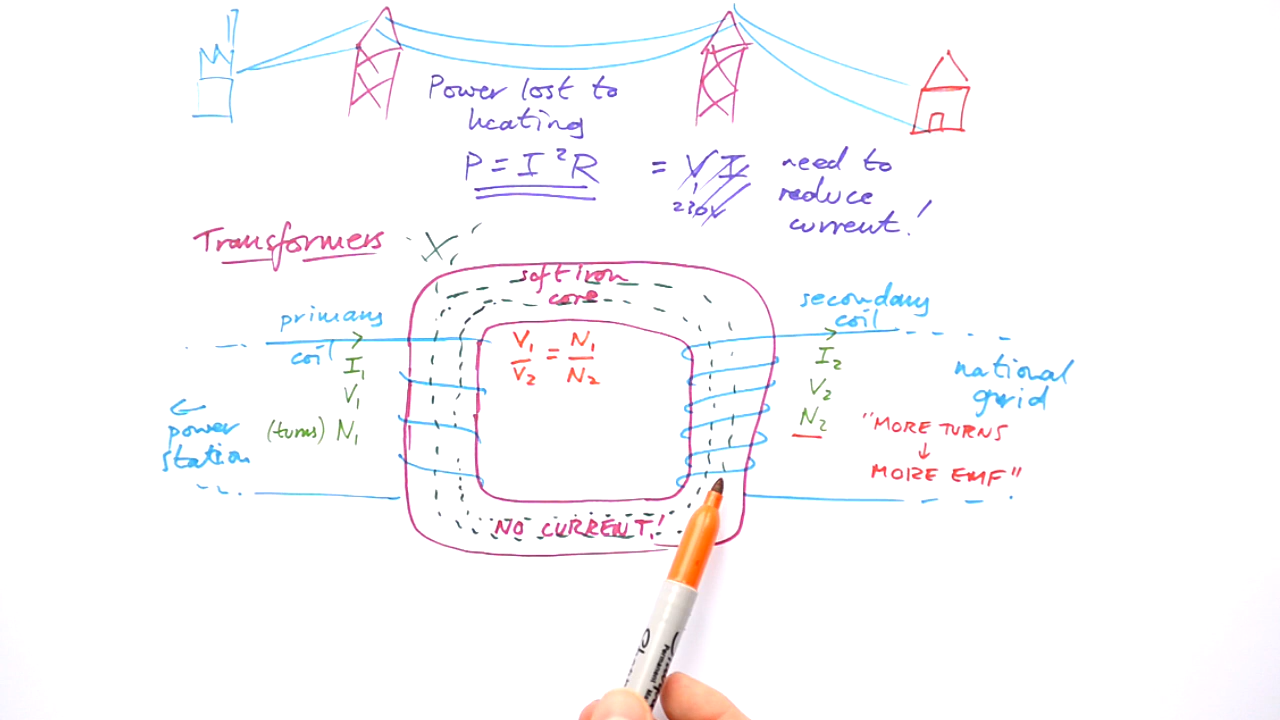 Power lost to
heating
P = I²R = VI need to
230V reduce
current!
Transformers
soft iron
core
primary
coil
I₁
V₁
(turns) N₁
←
power
station
V₁/V₂ = N₁/N₂
secondary
coil
I₂
V₂
N₂
national
grid
"MORE TURNS
↓
MORE EMF"
NO CURRENT!